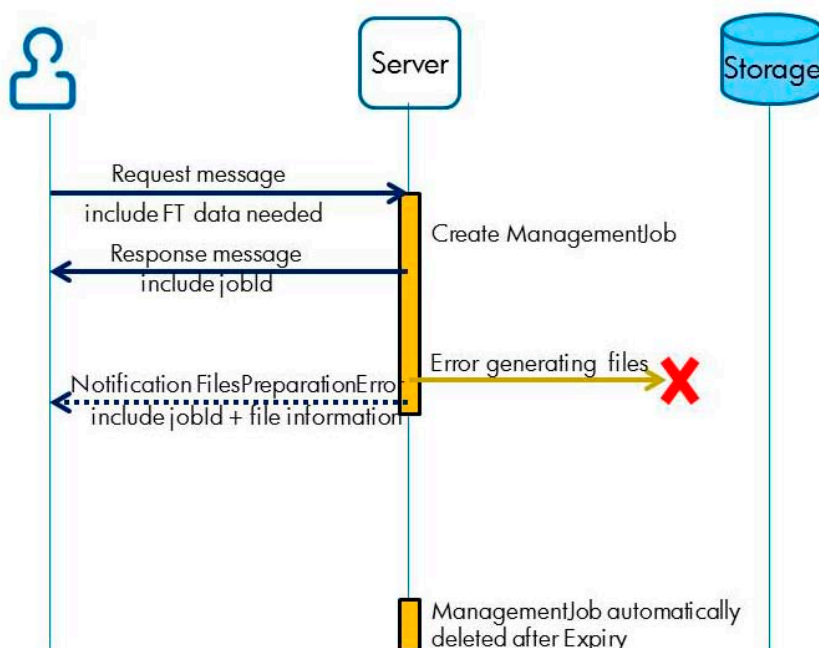 Server
Storage
Request message
include FT data needed
Create ManagementJob
Response message
include jobId
Error generating files
Notification FilesPreparationError
include jobId + file information
ManagementJob automatically
deleted after Expiry